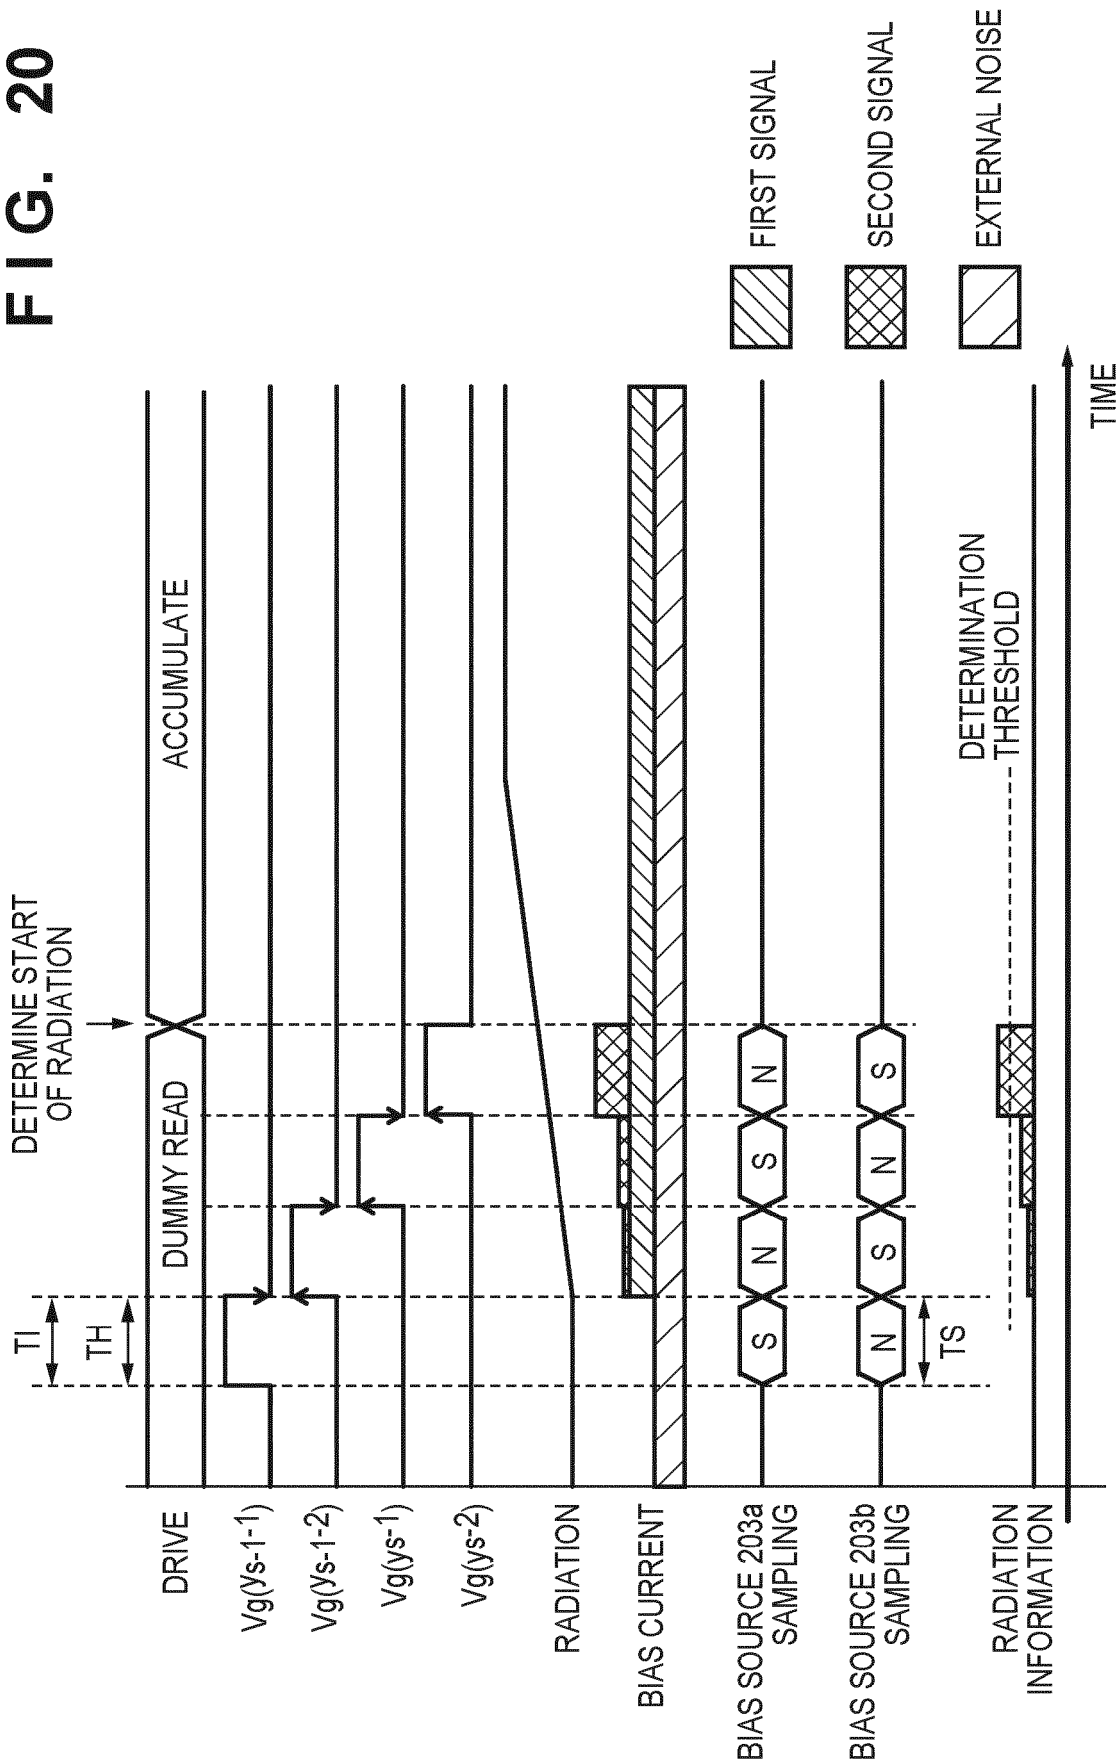 FIG. 20
DETERMINE START
OF RADIATION
TI
TH
DRIVE
DUMMY READ
ACCUMULATE
Vg(ys-1-1)
Vg(ys-1-2)
Vg(ys-1)
Vg(ys-2)
RADIATION
BIAS CURRENT
BIAS SOURCE 203a
SAMPLING
S
N
S
N
BIAS SOURCE 203b
SAMPLING
N
S
N
S
TS
RADIATION
INFORMATION
DETERMINATION
THRESHOLD
TIME
FIRST SIGNAL
SECOND SIGNAL
EXTERNAL NOISE